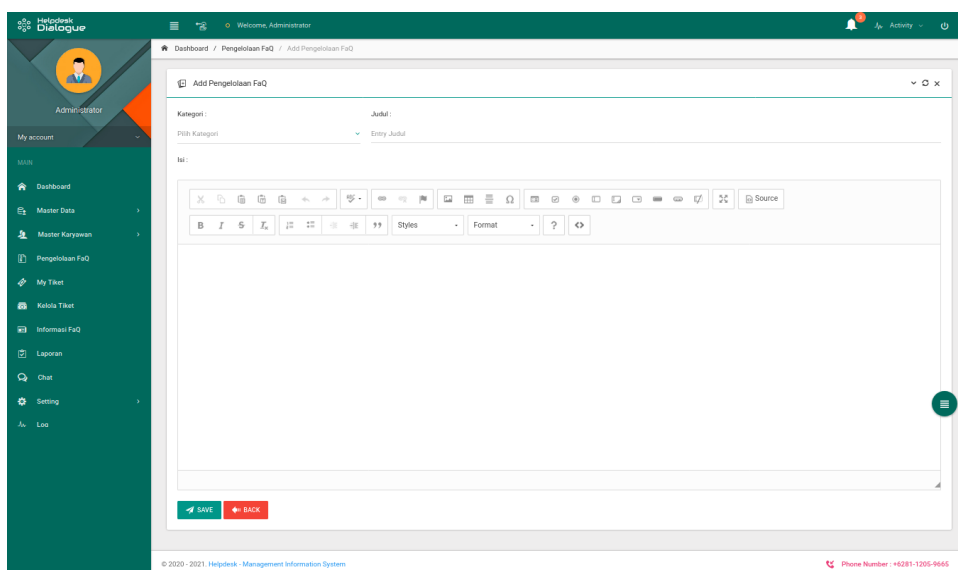 Helpdesk
Dialogue
Welcome, Administrator
3
Activity
Dashboard / Pengelolaan FaQ / Add Pengelolaan FaQ
Administrator
My account
MAIN
Dashboard
Master Data
Master Karyawan
Pengelolaan FaQ
My Tiket
Kelola Tiket
Informasi FaQ
Laporan
Chat
Setting
Log
Add Pengelolaan FaQ
Kategori :
Judul :
Pilih Kategori
Entry Judul
Isi :
Source
B I S Tx
Styles
Format
?
SAVE
BACK
© 2020 - 2021. Helpdesk - Management Information System
Phone Number : +6281-1205-9665